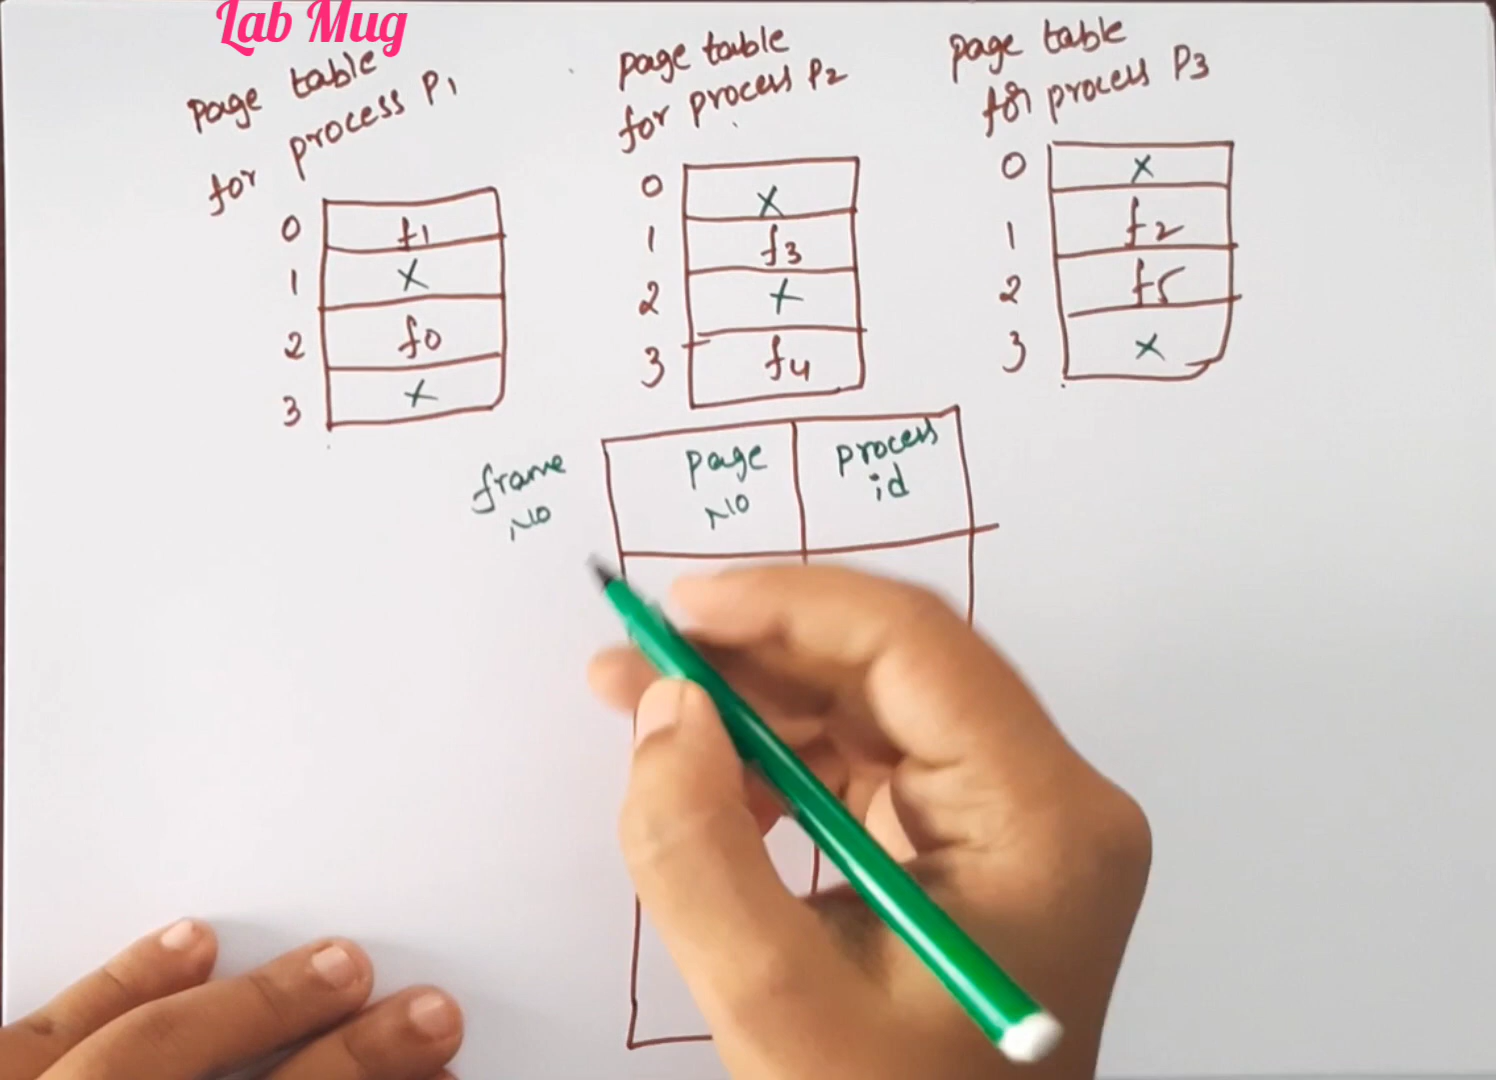 Lab Mug
page table
for process P1
0 f1
1 X
2 f0
3 X
page table
for process P2
0 X
1 f3
2 X
3 f4
page table
for process P3
0 X
1 f2
2 f5
3 X
frame
No
page
No
process
id